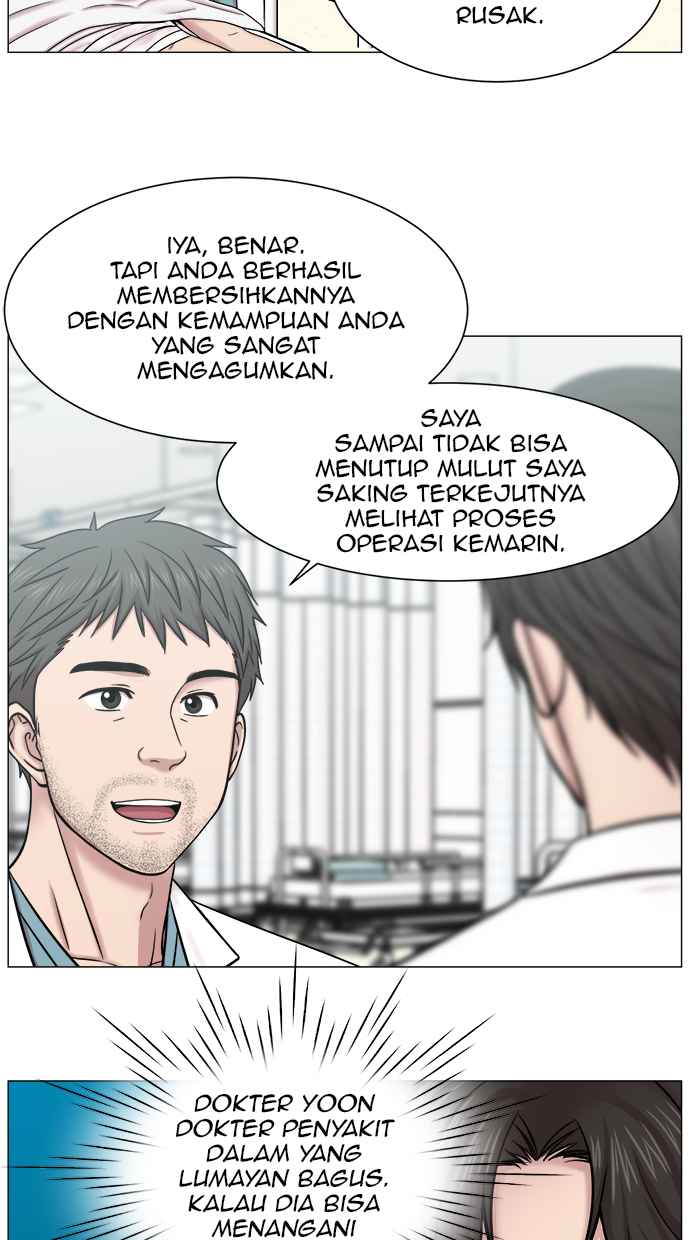 RUSAK.
IYA, BENAR.
TAPI ANDA BERHASIL
MEMBERSIHKANNYA
DENGAN KEMAMPUAN ANDA
YANG SANGAT
MENGAGUMKAN.
SAYA
SAMPAI TIDAK BISA
MENUTUP MULUT SAYA
SAKING TERKEJUTNYA
MELIHAT PROSES
OPERASI KEMARIN.
DOKTER YOON
DOKTER PENYAKIT
DALAM YANG
LUMAYAN BAGUS.
KALAU DIA BISA
MENANGANI